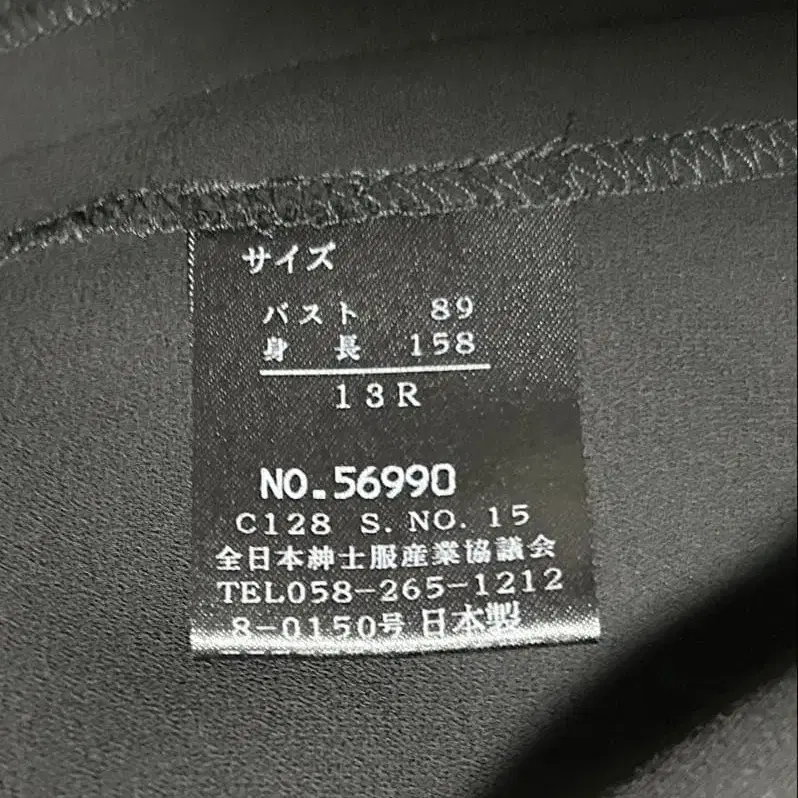 サイズ
バスト 89
身長 158
13R
NO.56990
C128 S.NO.15
全日本紳士服産業協議会
TEL058-265-1212
8-0150号 日本製